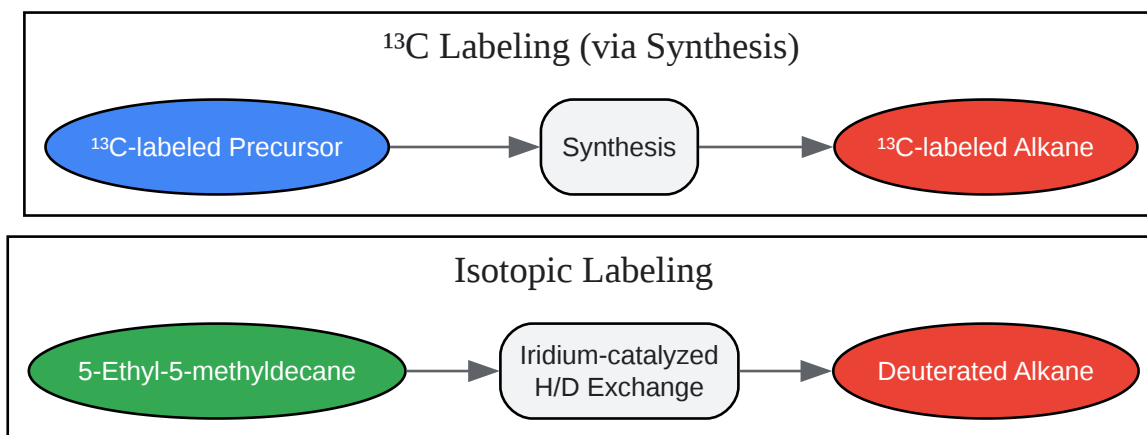 ¹³C Labeling (via Synthesis)
¹³C-labeled Precursor
Synthesis
¹³C-labeled Alkane
Isotopic Labeling
5-Ethyl-5-methyldecane
Iridium-catalyzed
H/D Exchange
Deuterated Alkane